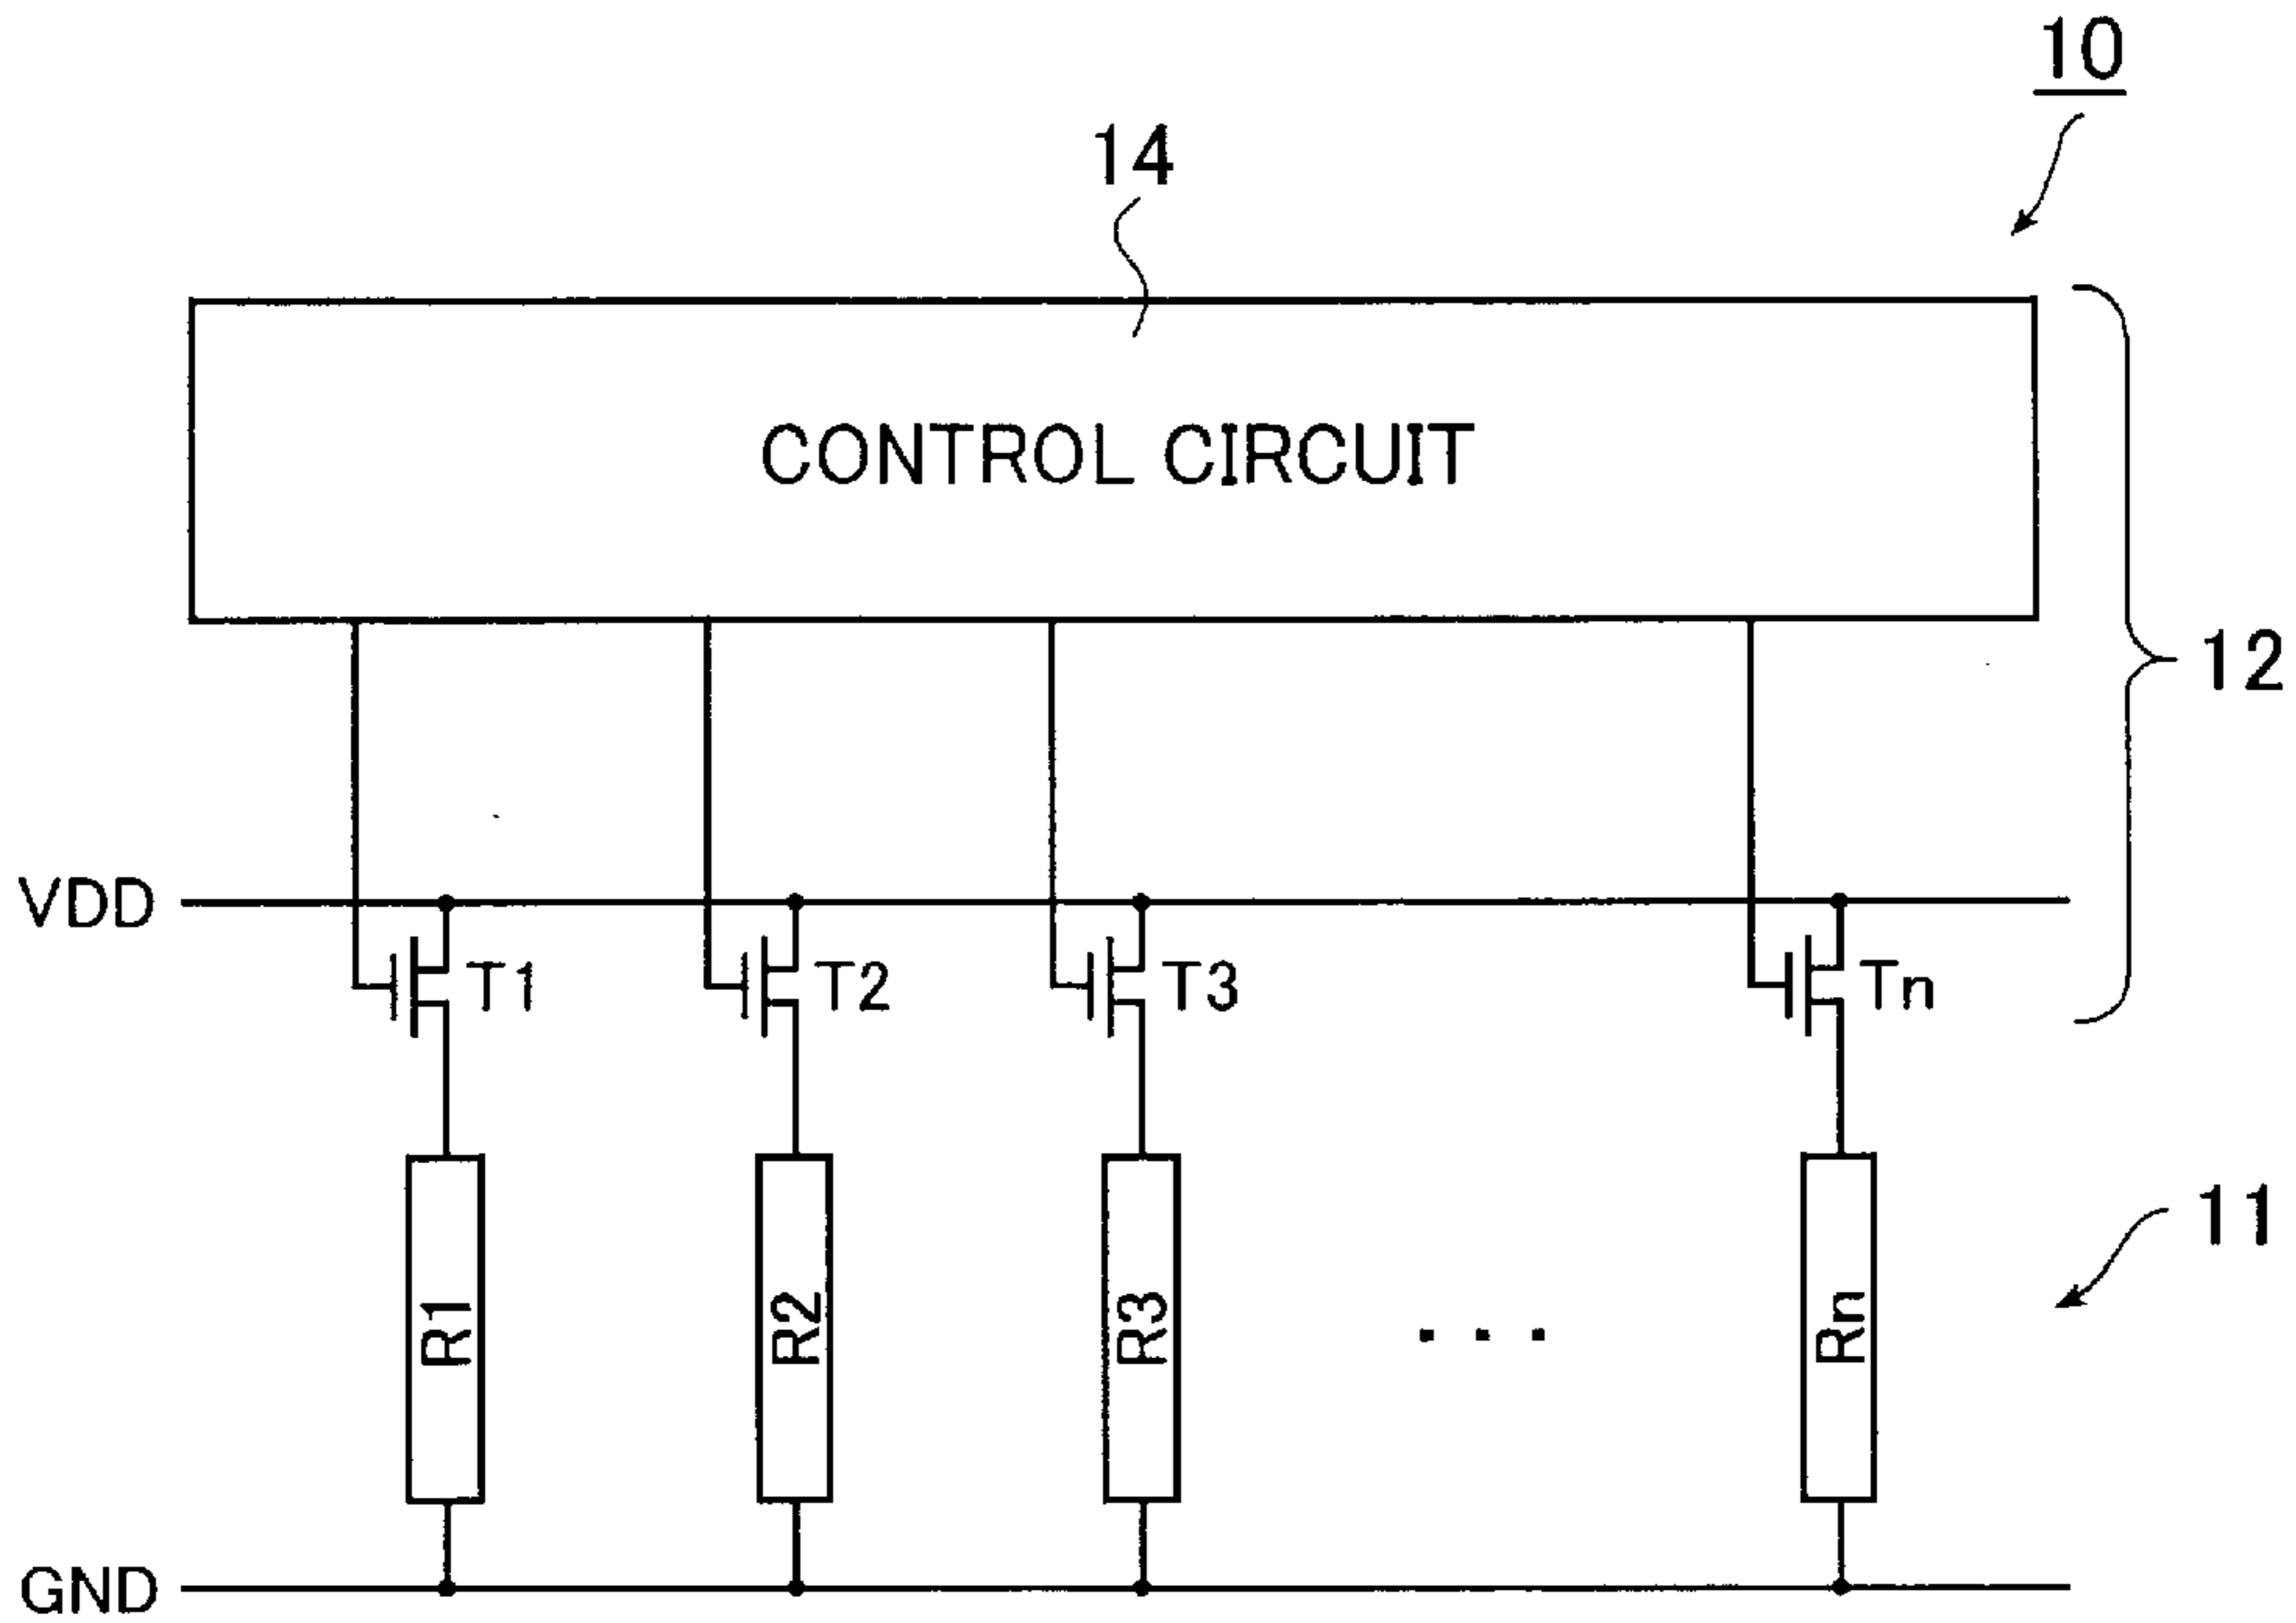 10
14
CONTROL CIRCUIT
12
VDD
T1 T2 T3 Tn
11
R1 R2 R3 . . . Rn
GND